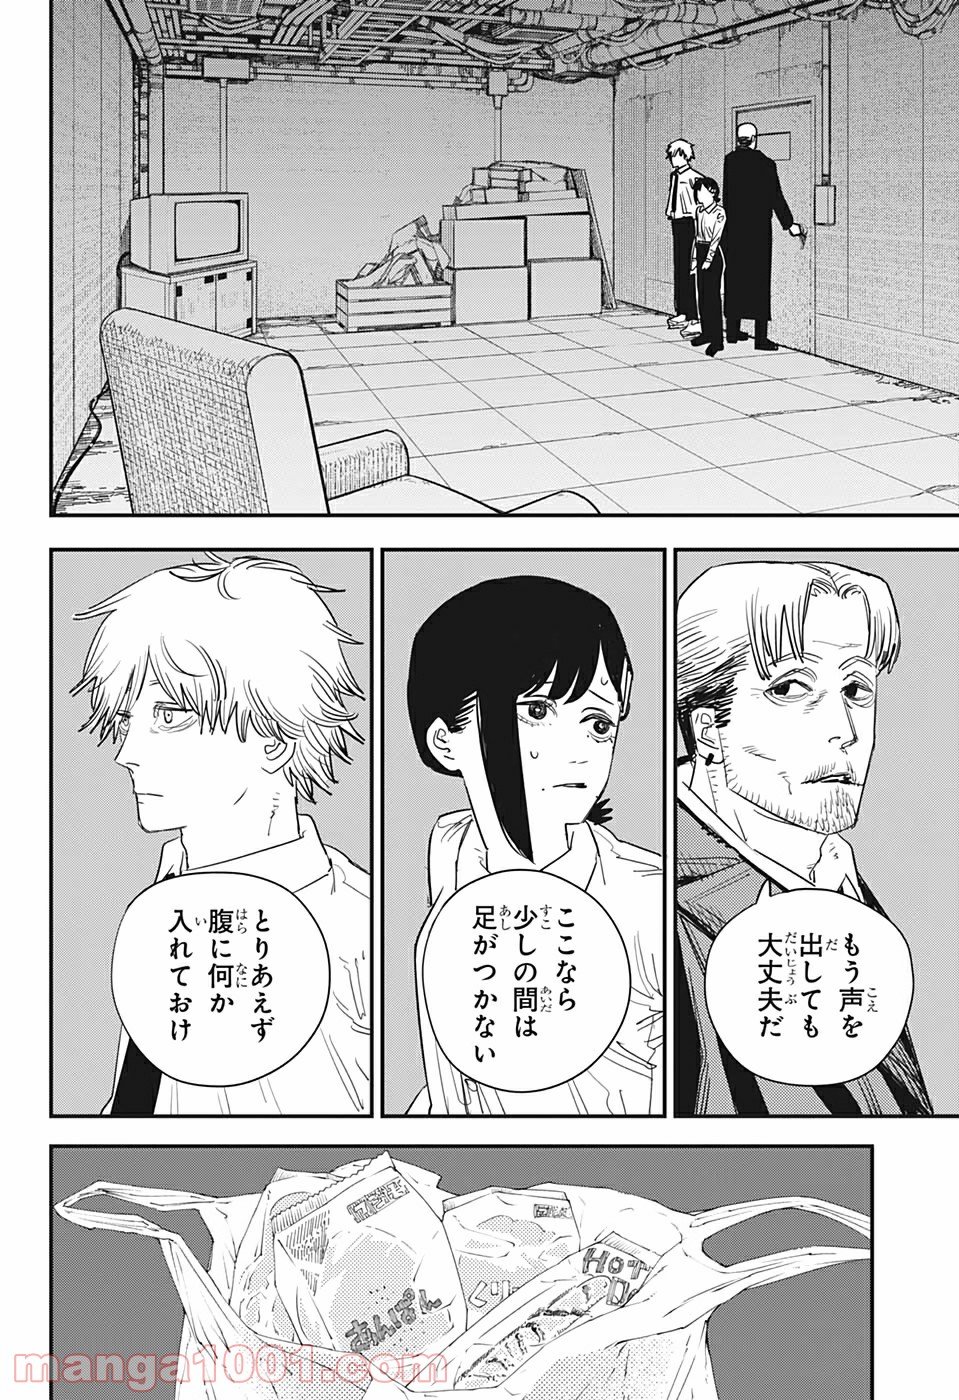 もう声を
出しても
大丈夫だ
ここなら
少しの間は
足がつかない
とりあえず
腹に何か
入れておけ
あんぱん
くり
HOT
manga1001.com